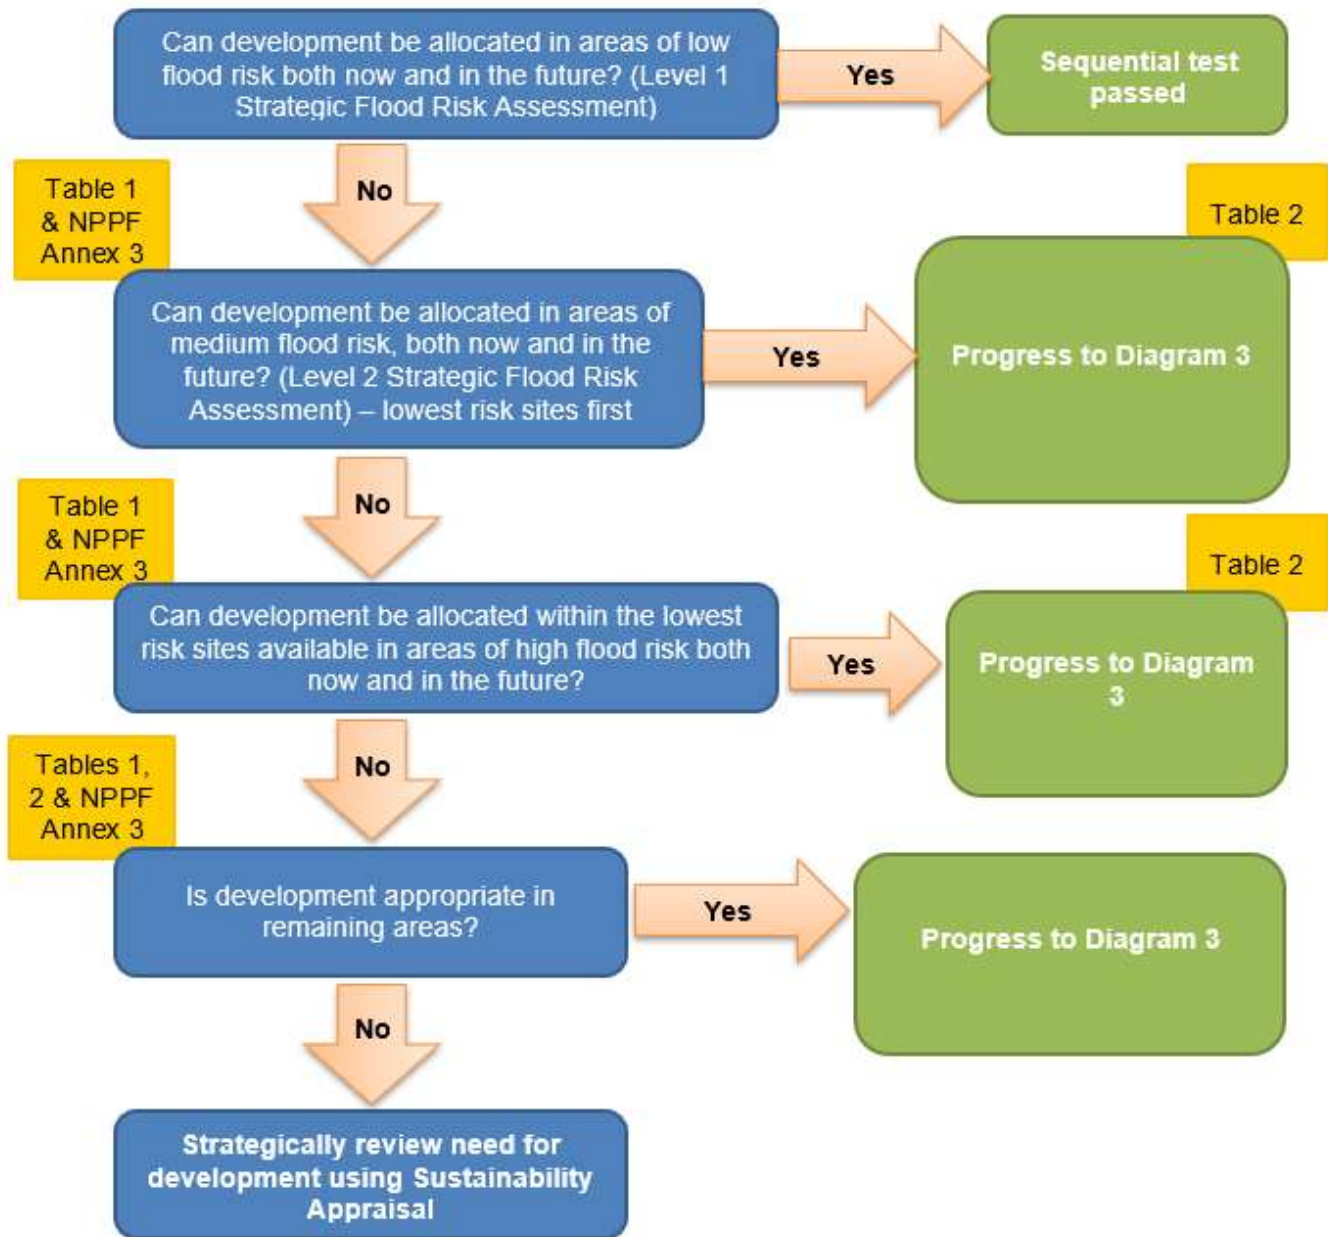 Can development be allocated in areas of low
flood risk both now and in the future? (Level 1
Strategic Flood Risk Assessment)
Yes
Sequential test
passed
No
Table 1
& NPPF
Annex 3
Table 2
Can development be allocated in areas of
medium flood risk, both now and in the
future? (Level 2 Strategic Flood Risk
Assessment) – lowest risk sites first
Yes
Progress to Diagram 3
No
Table 1
& NPPF
Annex 3
Table 2
Can development be allocated within the lowest
risk sites available in areas of high flood risk both
now and in the future?
Yes
Progress to Diagram
3
No
Tables 1,
2 & NPPF
Annex 3
Is development appropriate in
remaining areas?
Yes
Progress to Diagram 3
No
Strategically review need for
development using Sustainability
Appraisal